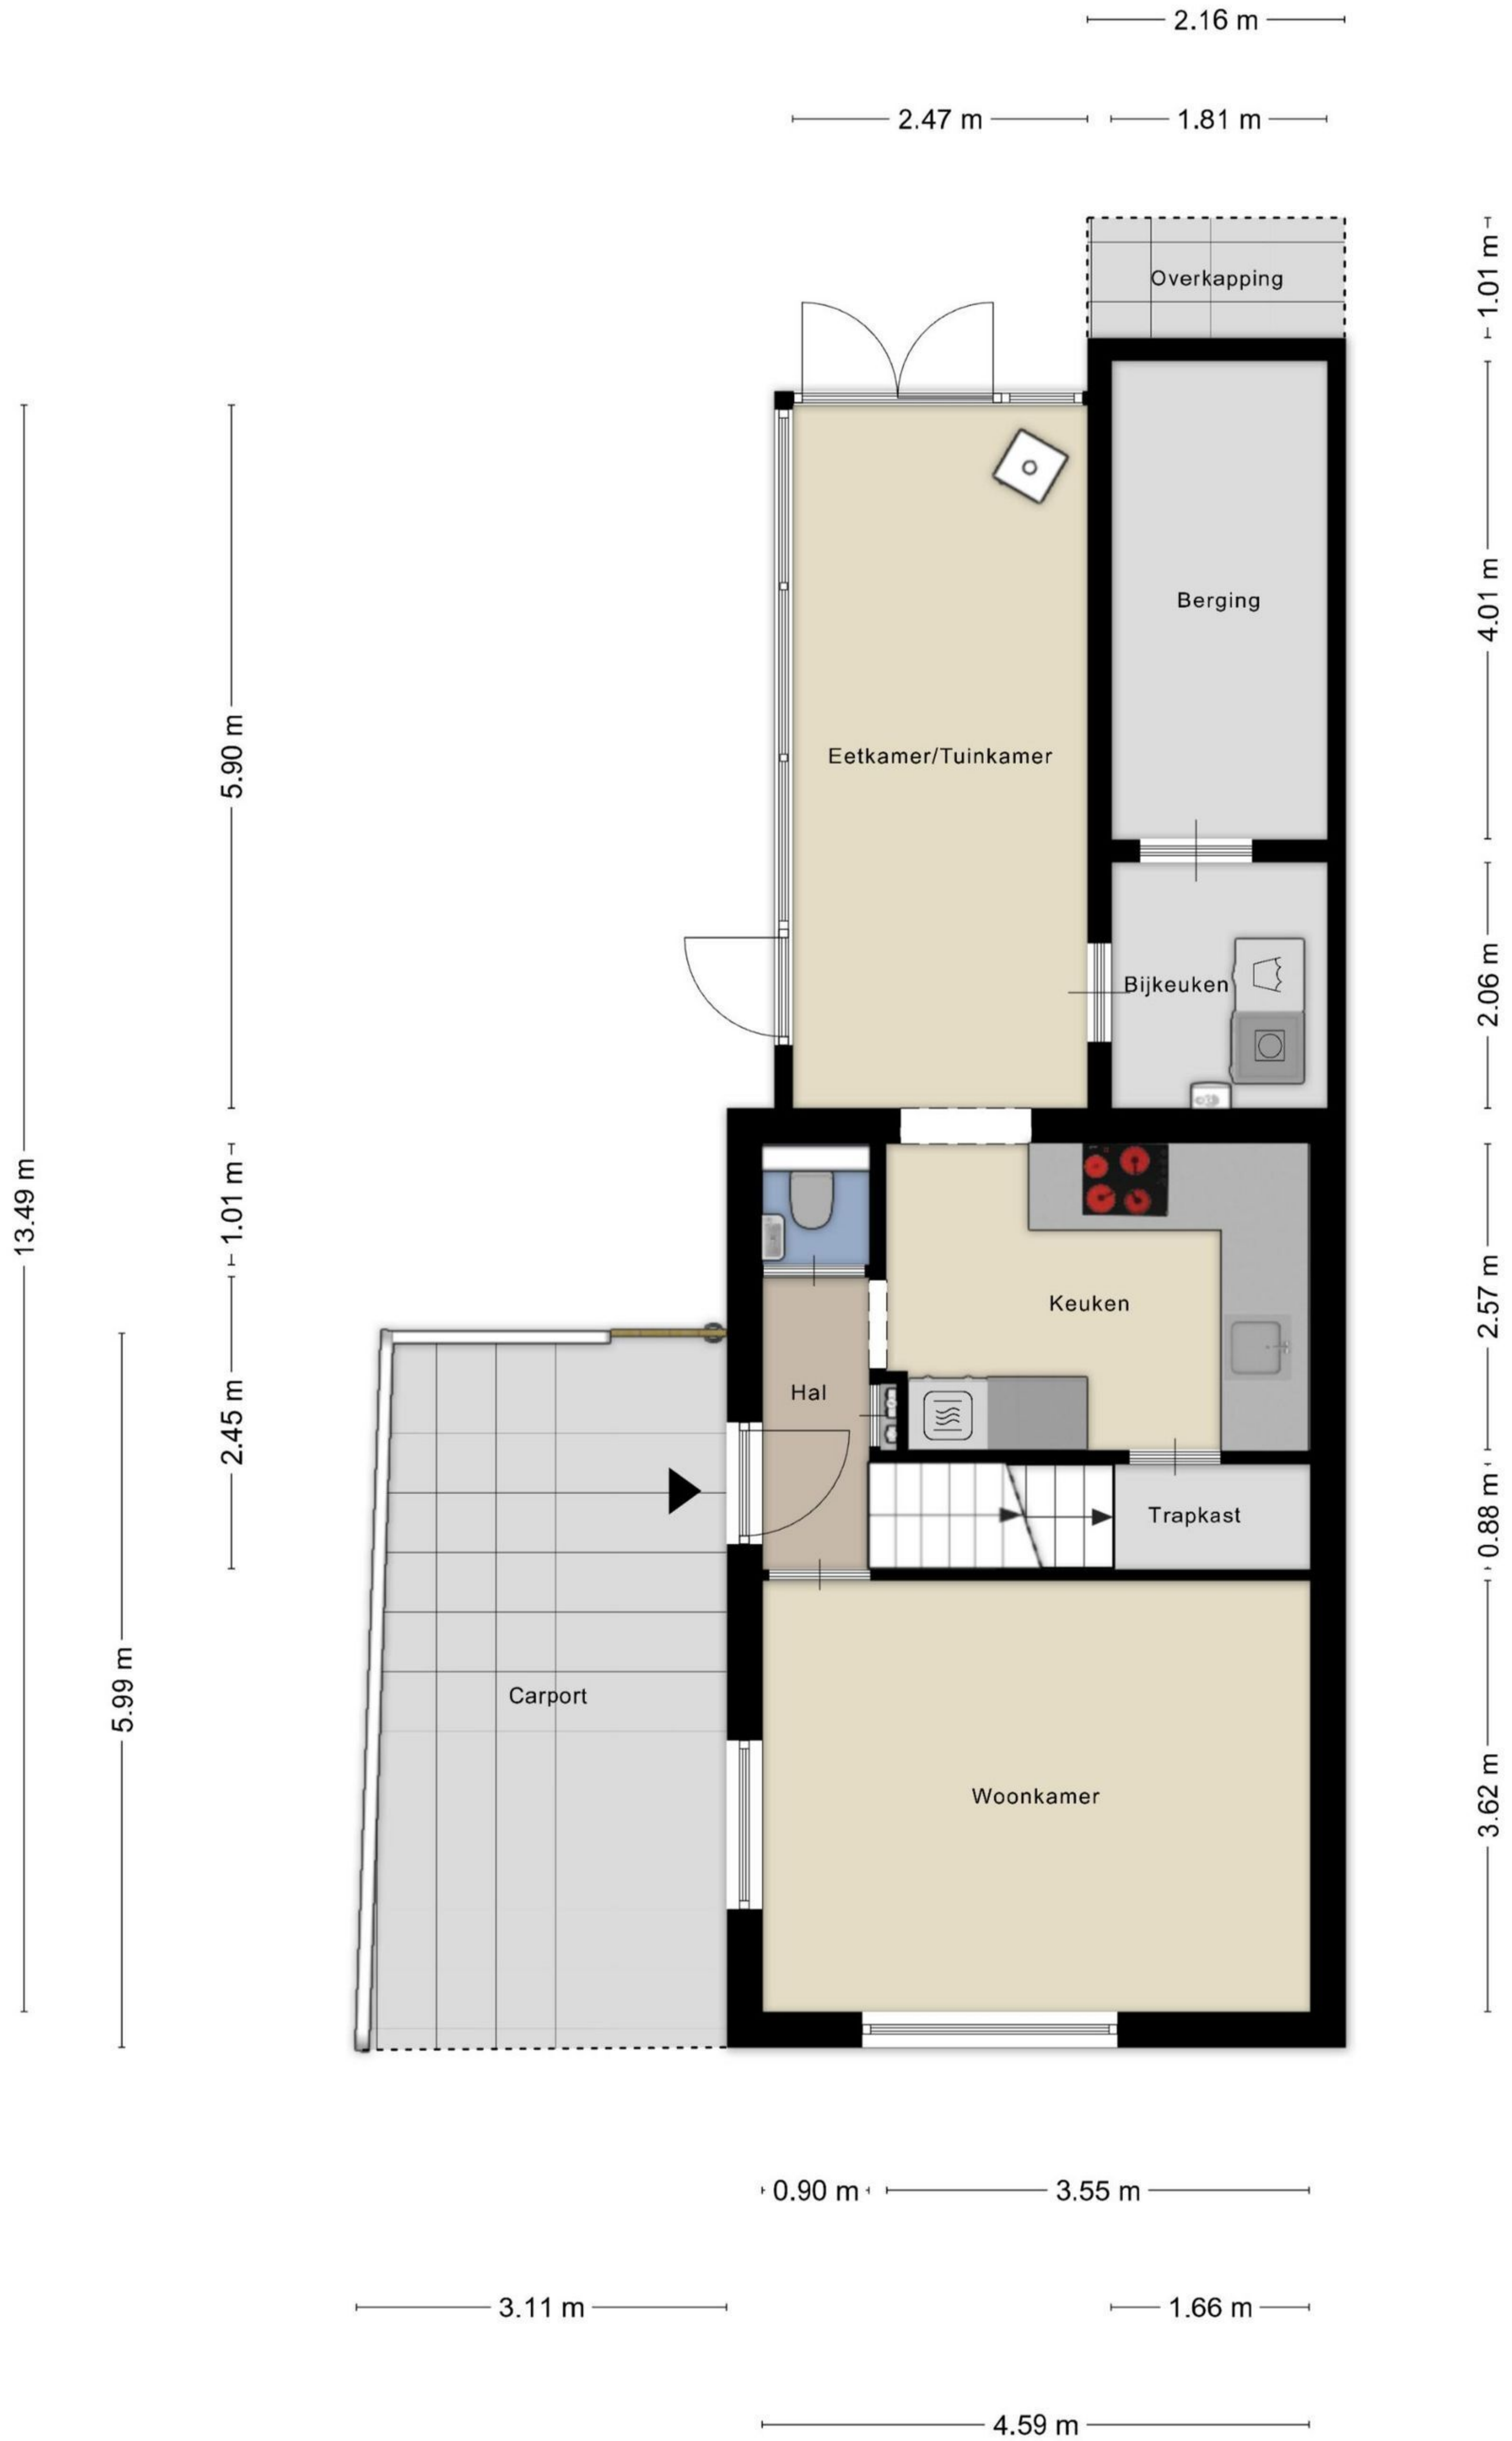 2.16 m
2.47 m
1.81 m
Overkapping
1.01 m
Berging
4.01 m
5.90 m
Eetkamer/Tuinkamer
Bijkeuken
2.06 m
13.49 m
1.01 m
Keuken
2.57 m
Hal
2.45 m
Trapkast
0.88 m
5.99 m
Carport
Woonkamer
3.62 m
0.90 m
3.55 m
3.11 m
1.66 m
4.59 m